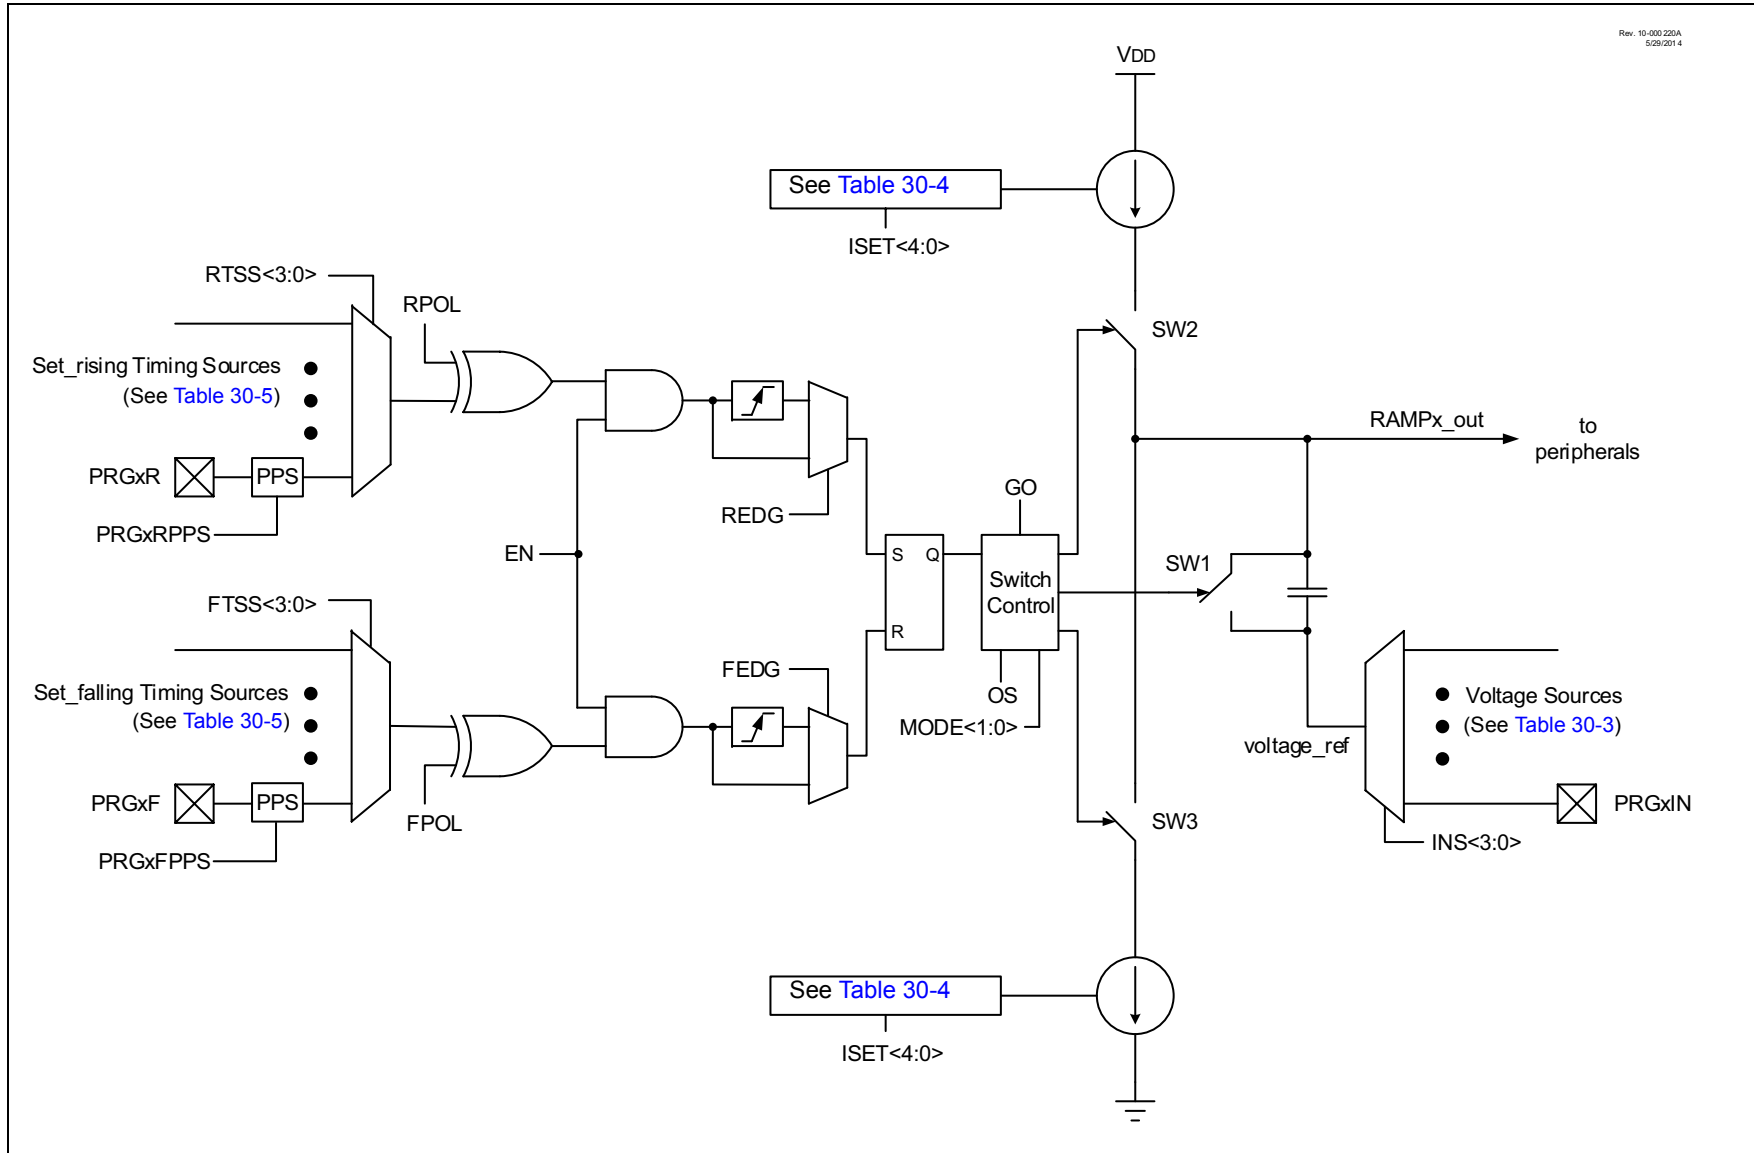 Rev. 10-000220A
5/29/2014
VDD
See Table 30-4
ISET<4:0>
RTSS<3:0>
RPOL
SW2
Set_rising Timing Sources
(See Table 30-5)
RAMPx_out
to
peripherals
PRGxR
PPS
PRGxRPPS
REDG
GO
EN
S
Q
R
Switch
Control
SW1
FTSS<3:0>
FEDG
OS
MODE<1:0>
Set_falling Timing Sources
(See Table 30-5)
voltage_ref
Voltage Sources
(See Table 30-3)
PRGxF
PPS
FPOL
SW3
PRGxIN
PRGxFPPS
INS<3:0>
See Table 30-4
ISET<4:0>